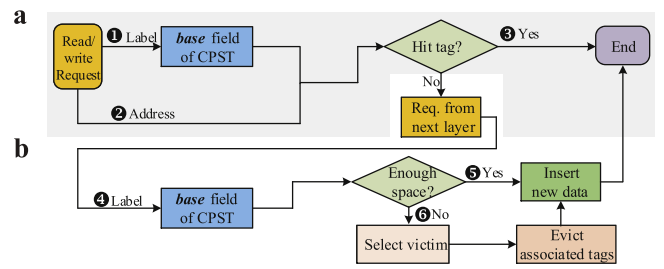 a
Read/
write
Request
❶ Label
base field
of CPST
❷ Address
Hit tag?
❸ Yes
End
No
Req. from
next layer
b
❹ Label
base field
of CPST
Enough
space?
❺ Yes
Insert
new data
❻ No
Select victim
Evict
associated tags